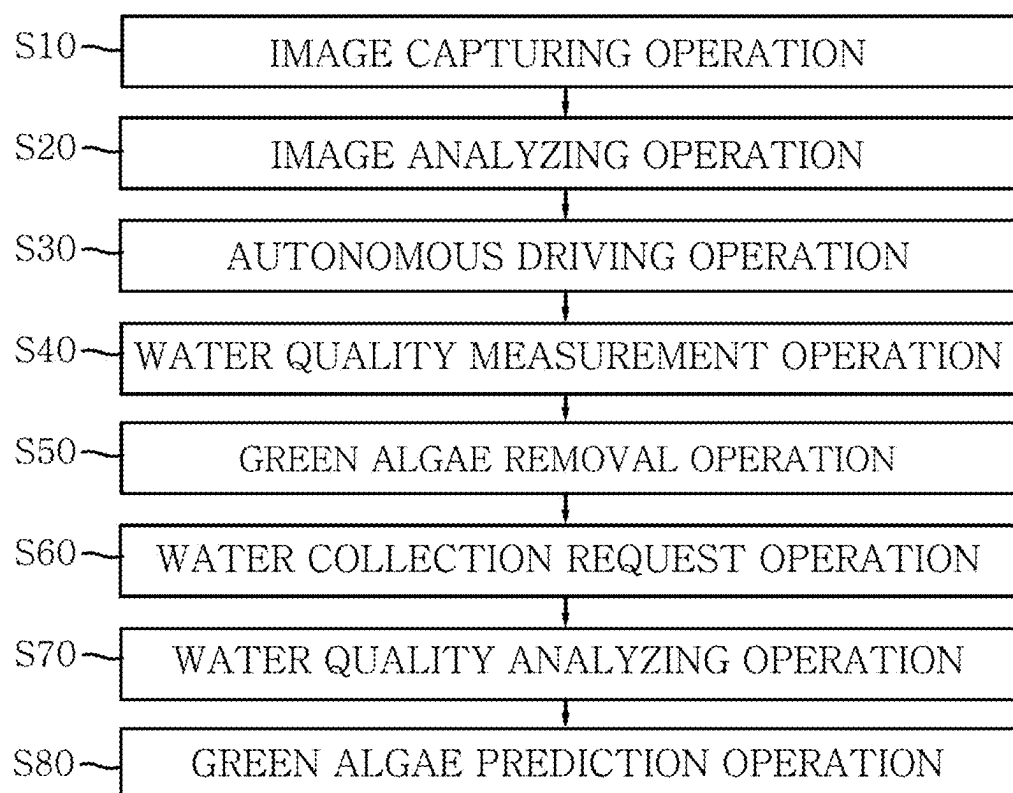 S10 IMAGE CAPTURING OPERATION
S20 IMAGE ANALYZING OPERATION
S30 AUTONOMOUS DRIVING OPERATION
S40 WATER QUALITY MEASUREMENT OPERATION
S50 GREEN ALGAE REMOVAL OPERATION
S60 WATER COLLECTION REQUEST OPERATION
S70 WATER QUALITY ANALYZING OPERATION
S80 GREEN ALGAE PREDICTION OPERATION